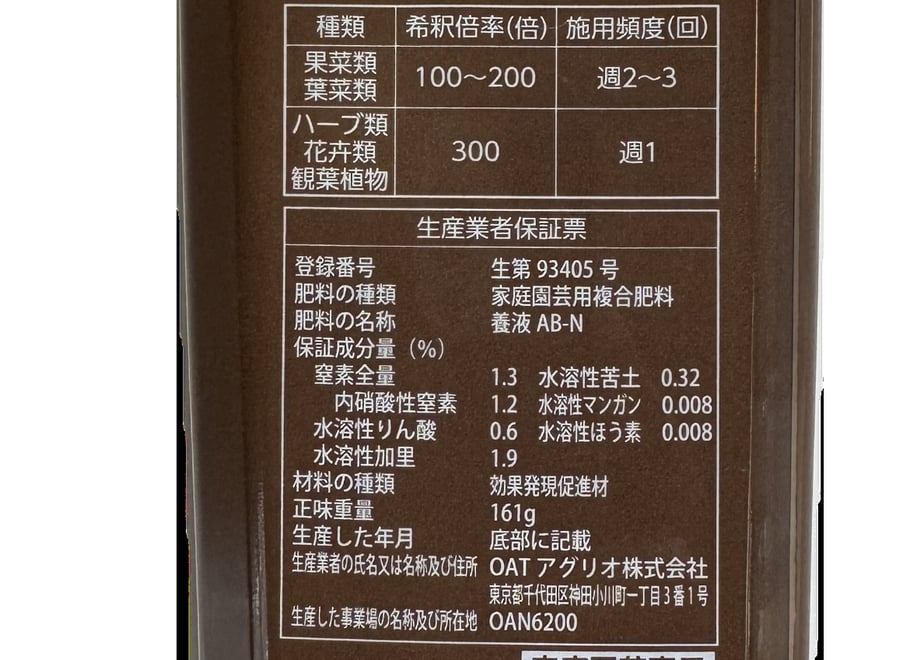 種類 希釈倍率(倍) 施用頻度(回)
果菜類
葉菜類 100～200 週2～3
ハーブ類
花卉類 300 週1
観葉植物
生産業者保証票
登録番号 生第 93405 号
肥料の種類 家庭園芸用複合肥料
肥料の名称 養液 AB-N
保証成分量（%）
窒素全量 1.3 水溶性苦土 0.32
内硝酸性窒素 1.2 水溶性マンガン 0.008
水溶性りん酸 0.6 水溶性ほう素 0.008
水溶性加里 1.9
材料の種類 効果発現促進材
正味重量 161g
生産した年月 底部に記載
生産業者の氏名又は名称及び住所 OAT アグリオ株式会社
東京都千代田区神田小川町一丁目3番1号
生産した事業場の名称及び所在地 OAN6200